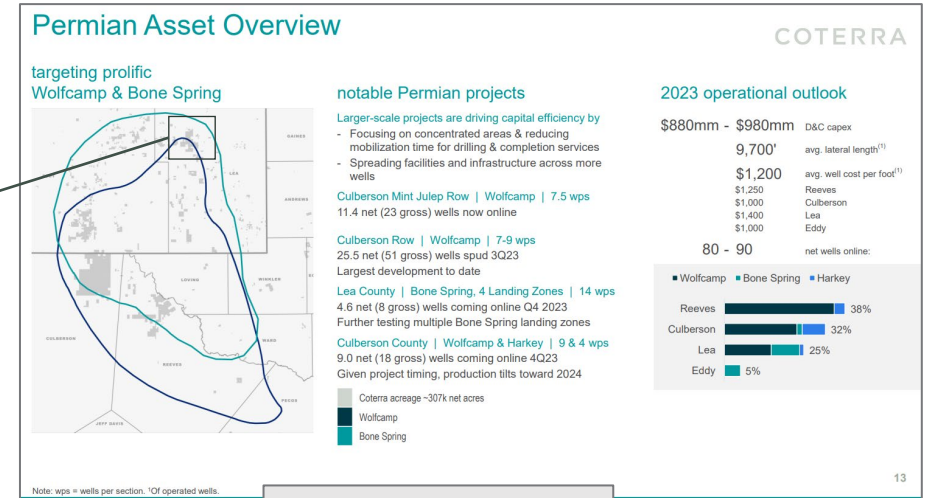 Permian Asset Overview
COTERRA
targeting prolific
Wolfcamp & Bone Spring
GAINES
LEA
ANDREWS
LOVING
WINKLER
CULBERSON
WARD
REEVES
PECOS
JEFF DAVIS
notable Permian projects
Larger-scale projects are driving capital efficiency by
- Focusing on concentrated areas & reducing
mobilization time for drilling & completion services
- Spreading facilities and infrastructure across more
wells
Culberson Mint Julep Row | Wolfcamp | 7.5 wps
11.4 net (23 gross) wells now online
Culberson Row | Wolfcamp | 7-9 wps
25.5 net (51 gross) wells spud 3Q23
Largest development to date
Lea County | Bone Spring, 4 Landing Zones | 14 wps
4.6 net (8 gross) wells coming online Q4 2023
Further testing multiple Bone Spring landing zones
Culberson County | Wolfcamp & Harkey | 9 & 4 wps
9.0 net (18 gross) wells coming online 4Q23
Given project timing, production tilts toward 2024
Coterra acreage ~307k net acres
Wolfcamp
Bone Spring
2023 operational outlook
$880mm - $980mm D&C capex
9,700' avg. lateral length(1)
$1,200 avg. well cost per foot(1)
$1,250 Reeves
$1,000 Culberson
$1,400 Lea
$1,000 Eddy
80 - 90 net wells online:
Wolfcamp Bone Spring Harkey
Reeves 38%
Culberson 32%
Lea 25%
Eddy 5%
Note: wps = wells per section. ¹Of operated wells.
13